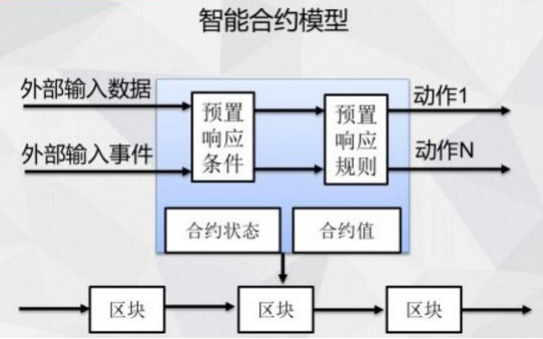 智能合约模型
外部输入数据
外部输入事件
预置
响应
条件
预置
响应
规则
动作1
动作N
合约状态
合约值
区块
区块
区块